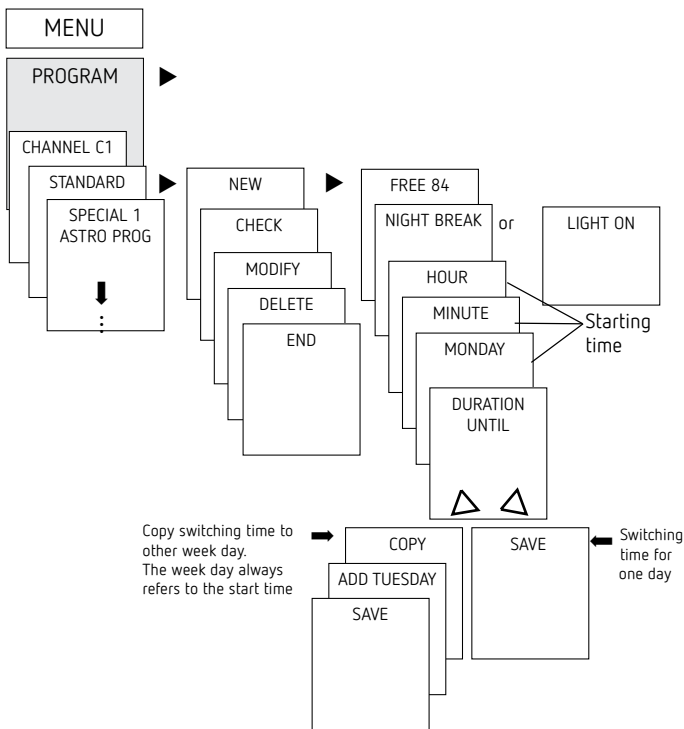 MENU
PROGRAM
CHANNEL C1
STANDARD
SPECIAL 1
ASTRO PROG
NEW
CHECK
MODIFY
DELETE
END
FREE 84
NIGHT BREAK
or
LIGHT ON
HOUR
MINUTE
MONDAY
Starting
time
DURATION
UNTIL
Copy switching time to
other week day.
The week day always
refers to the start time
COPY
ADD TUESDAY
SAVE
SAVE
Switching
time for
one day